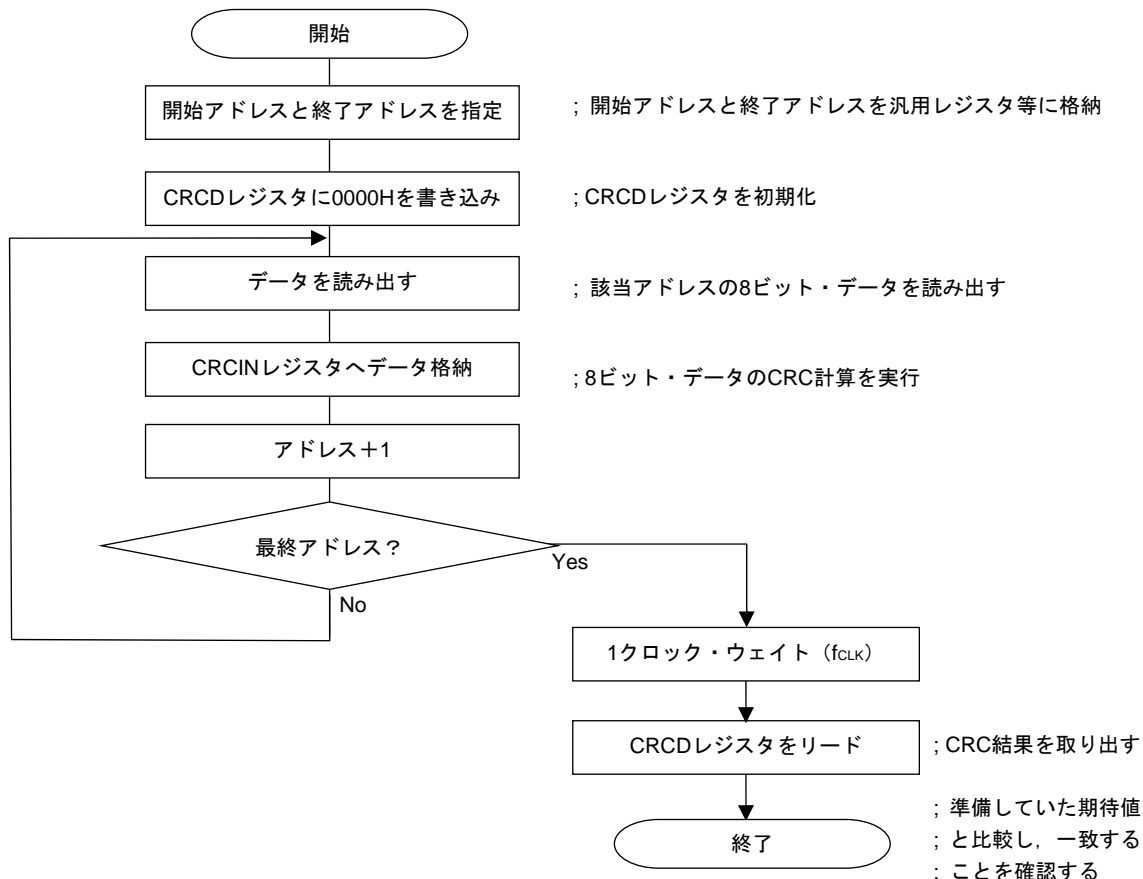 開始
開始アドレスと終了アドレスを指定
; 開始アドレスと終了アドレスを汎用レジスタ等に格納
CRCDレジスタに0000Hを書き込み
; CRCDレジスタを初期化
データを読み出す
; 該当アドレスの8ビット・データを読み出す
CRCINレジスタへデータ格納
; 8ビット・データのCRC計算を実行
アドレス+1
最終アドレス?
Yes
No
1クロック・ウェイト(fCLK)
CRCDレジスタをリード
; CRC結果を取り出す
; 準備していた期待値
; と比較し,一致する
; ことを確認する
終了